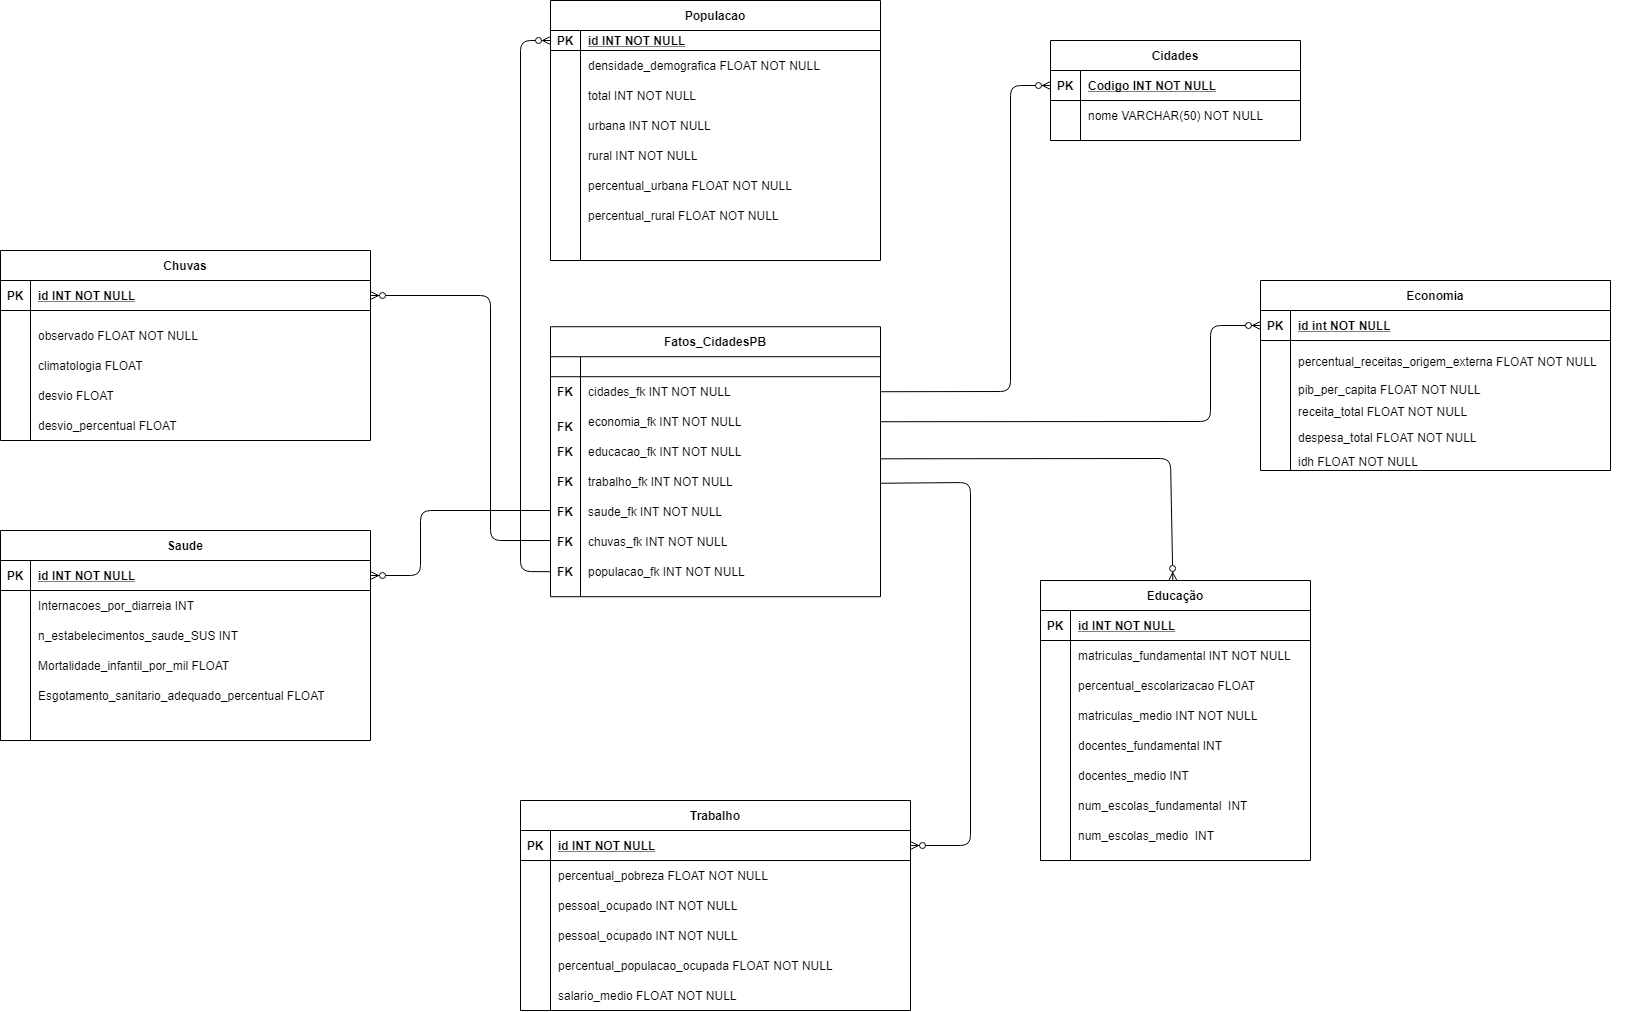 Populacao
PK id INT NOT NULL
densidade_demografica FLOAT NOT NULL
total INT NOT NULL
urbana INT NOT NULL
rural INT NOT NULL
percentual_urbana FLOAT NOT NULL
percentual_rural FLOAT NOT NULL
Cidades
PK Codigo INT NOT NULL
nome VARCHAR(50) NOT NULL
Chuvas
PK id INT NOT NULL
observado FLOAT NOT NULL
climatologia FLOAT
desvio FLOAT
desvio_percentual FLOAT
Fatos_CidadesPB
FK cidades_fk INT NOT NULL
FK economia_fk INT NOT NULL
FK educacao_fk INT NOT NULL
FK trabalho_fk INT NOT NULL
FK saude_fk INT NOT NULL
FK chuvas_fk INT NOT NULL
FK populacao_fk INT NOT NULL
Economia
PK id int NOT NULL
percentual_receitas_origem_externa FLOAT NOT NULL
pib_per_capita FLOAT NOT NULL
receita_total FLOAT NOT NULL
despesa_total FLOAT NOT NULL
idh FLOAT NOT NULL
Saude
PK id INT NOT NULL
Internacoes_por_diarreia INT
n_estabelecimentos_saude_SUS INT
Mortalidade_infantil_por_mil FLOAT
Esgotamento_sanitario_adequado_percentual FLOAT
Educação
PK id INT NOT NULL
matriculas_fundamental INT NOT NULL
percentual_escolarizacao FLOAT
matriculas_medio INT NOT NULL
docentes_fundamental INT
docentes_medio INT
num_escolas_fundamental INT
num_escolas_medio INT
Trabalho
PK id INT NOT NULL
percentual_pobreza FLOAT NOT NULL
pessoal_ocupado INT NOT NULL
pessoal_ocupado INT NOT NULL
percentual_populacao_ocupada FLOAT NOT NULL
salario_medio FLOAT NOT NULL